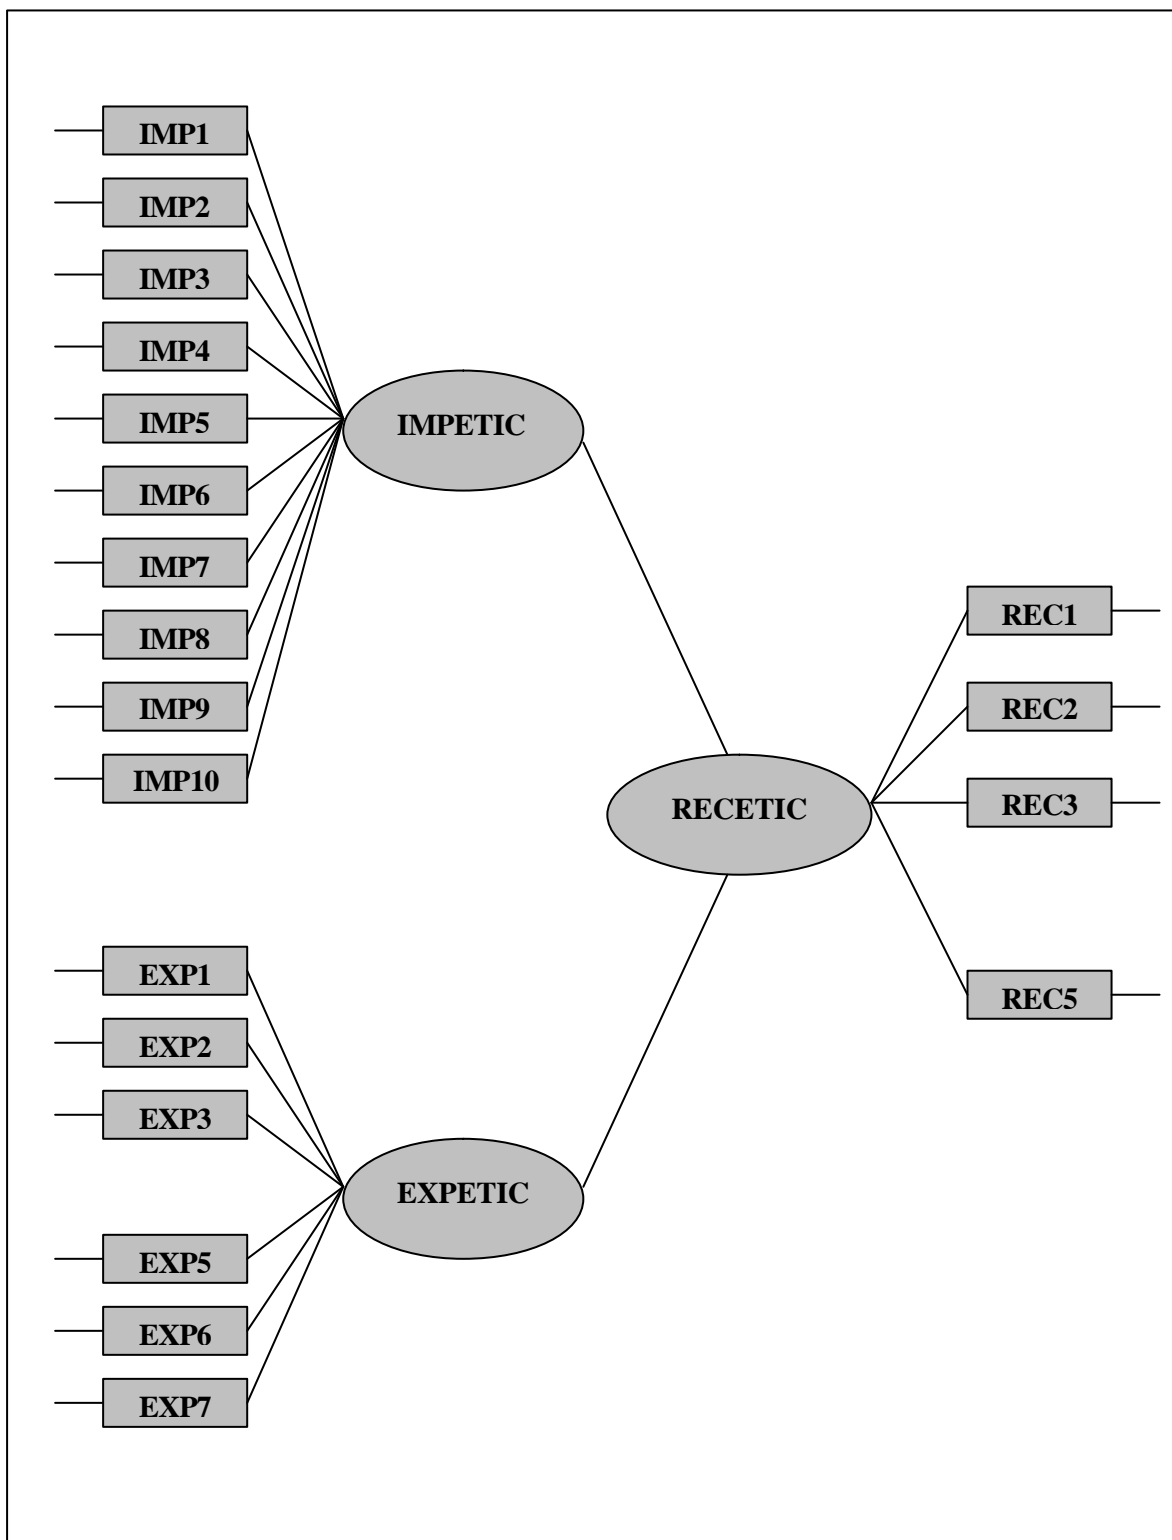 IMP1
IMP2
IMP3
IMP4
IMP5
IMP6
IMP7
IMP8
IMP9
IMP10
IMPETIC
REC1
REC2
REC3
REC5
RECETIC
EXP1
EXP2
EXP3
EXP5
EXP6
EXP7
EXPETIC